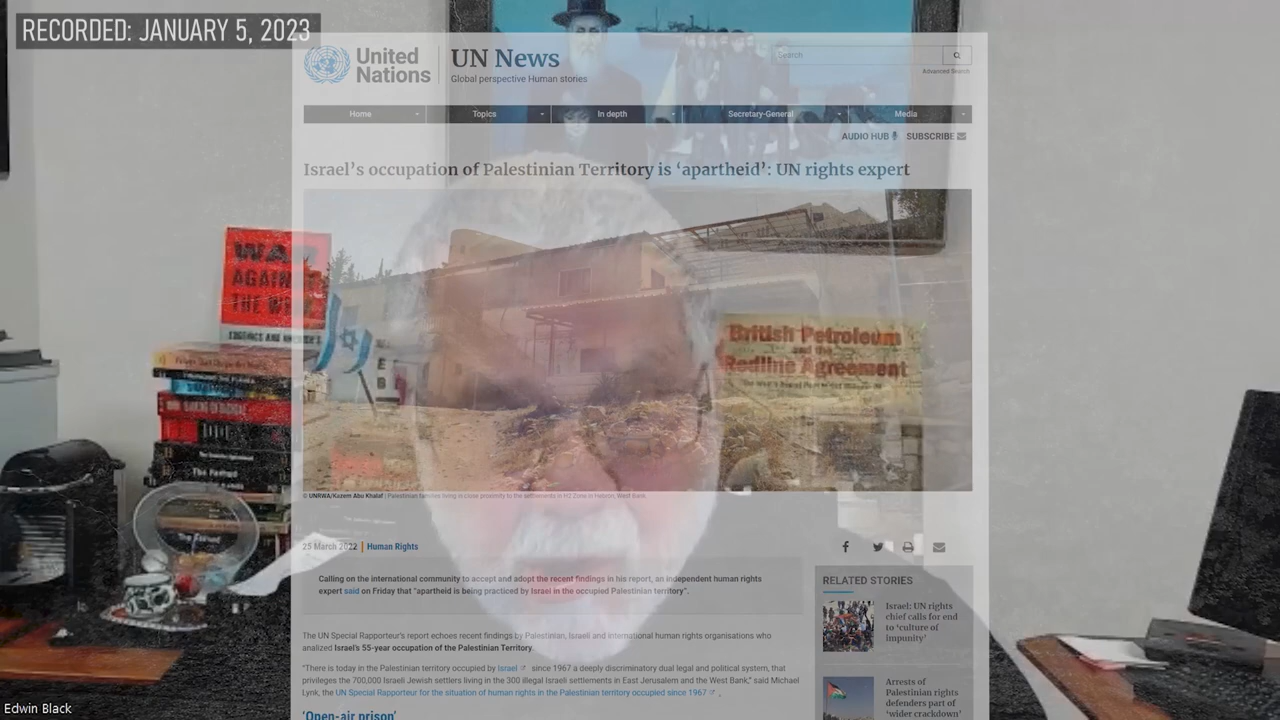 RECORDED: JANUARY 5, 2023
United
Nations
UN News
Global perspective Human stories
Search
Advanced Search
Home
Topics
In depth
Secretary-General
Media
AUDIO HUB
SUBSCRIBE
Israel's occupation of Palestinian Territory is 'apartheid': UN rights expert
WAR
AGAINST
THE WEAK
British Petroleum
and the
Redline Agreement
© UNRWA/Kazem Abu Khalaf | Palestinian families living in close proximity to the settlements in H2 Zone in Hebron, West Bank.
25 March 2022 | Human Rights
Calling on the international community to accept and adopt the recent findings in his report, an independent human rights
expert said on Friday that "apartheid is being practiced by Israel in the occupied Palestinian territory".
The UN Special Rapporteur's report echoes recent findings by Palestinian, Israeli and international human rights organisations who
analized Israel's 55-year occupation of the Palestinian Territory.
"There is today in the Palestinian territory occupied by Israel since 1967 a deeply discriminatory dual legal and political system, that
privileges the 700,000 Israeli Jewish settlers living in the 300 illegal Israeli settlements in East Jerusalem and the West Bank," said Michael
Lynk, the UN Special Rapporteur for the situation of human rights in the Palestinian territory occupied since 1967 .
'Open-air prison'
RELATED STORIES
Israel: UN rights
chief calls for end
to 'culture of
impunity'
Arrests of
Palestinian rights
defenders part of
'wider crackdown'
Edwin Black